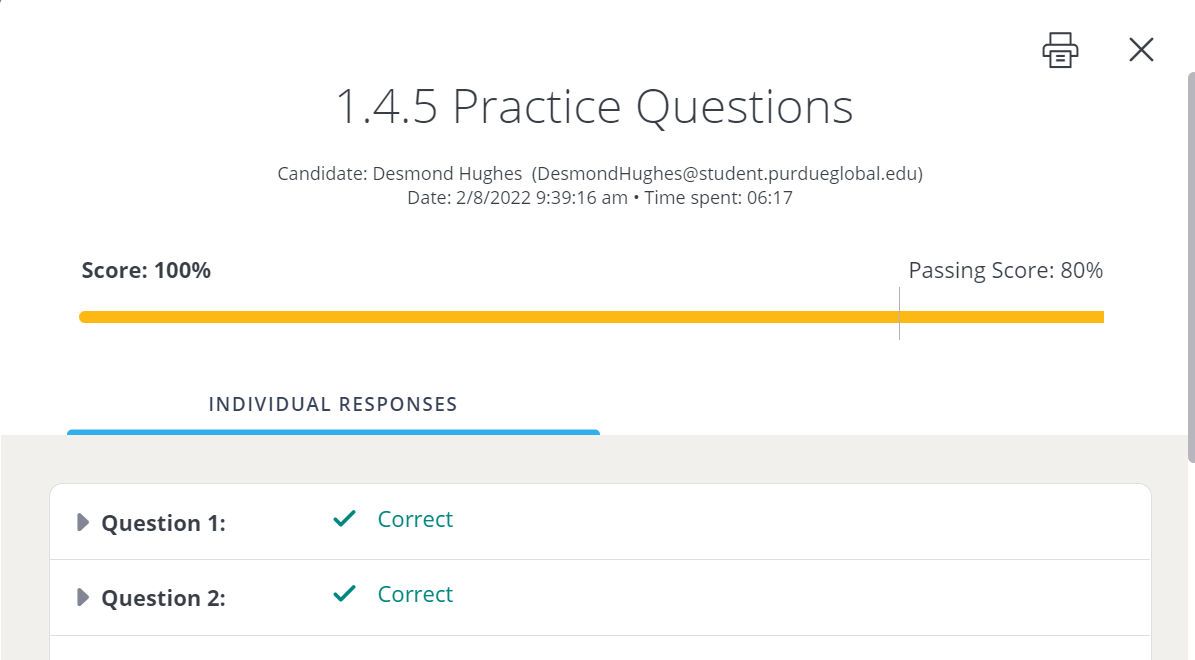 1.4.5 Practice Questions
Candidate: Desmond Hughes  (DesmondHughes@student.purdueglobal.edu)
Date: 2/8/2022 9:39:16 am • Time spent: 06:17
Score: 100%
Passing Score: 80%
INDIVIDUAL RESPONSES
Question 1: Correct
Question 2: Correct